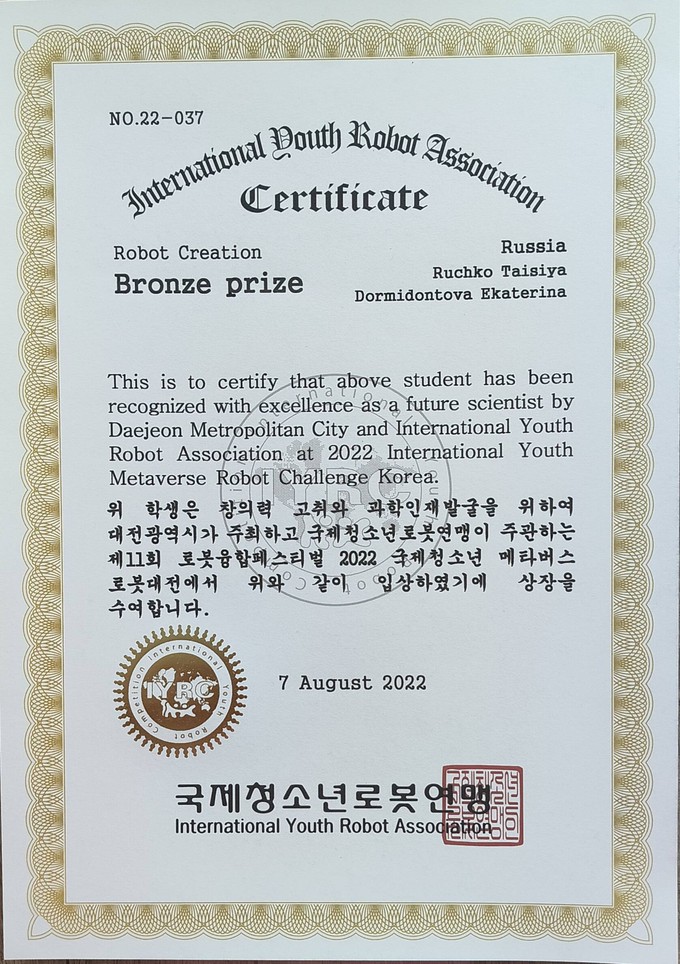 NO.22-037
International Youth Robot Association
Certificate
Robot Creation
Bronze prize
Russia
Ruchko Taisiya
Dormidontova Ekaterina
This is to certify that above student has been
recognized with excellence as a future scientist by
Daejeon Metropolitan City and International Youth
Robot Association at 2022 International Youth
Metaverse Robot Challenge Korea.
위 학생은 창의력 고취와 과학인재발굴을 위하여
대전광역시가 주최하고 국제청소년로봇연맹이 주관하는
제11회 로봇융합페스티벌 2022 국제청소년 메타버스
로봇대전에서 위와 같이 입상하였기에 상장을
수여합니다.
International Youth Robot Competition
IYRC
7 August 2022
국제청소년로봇연맹
International Youth Robot Association